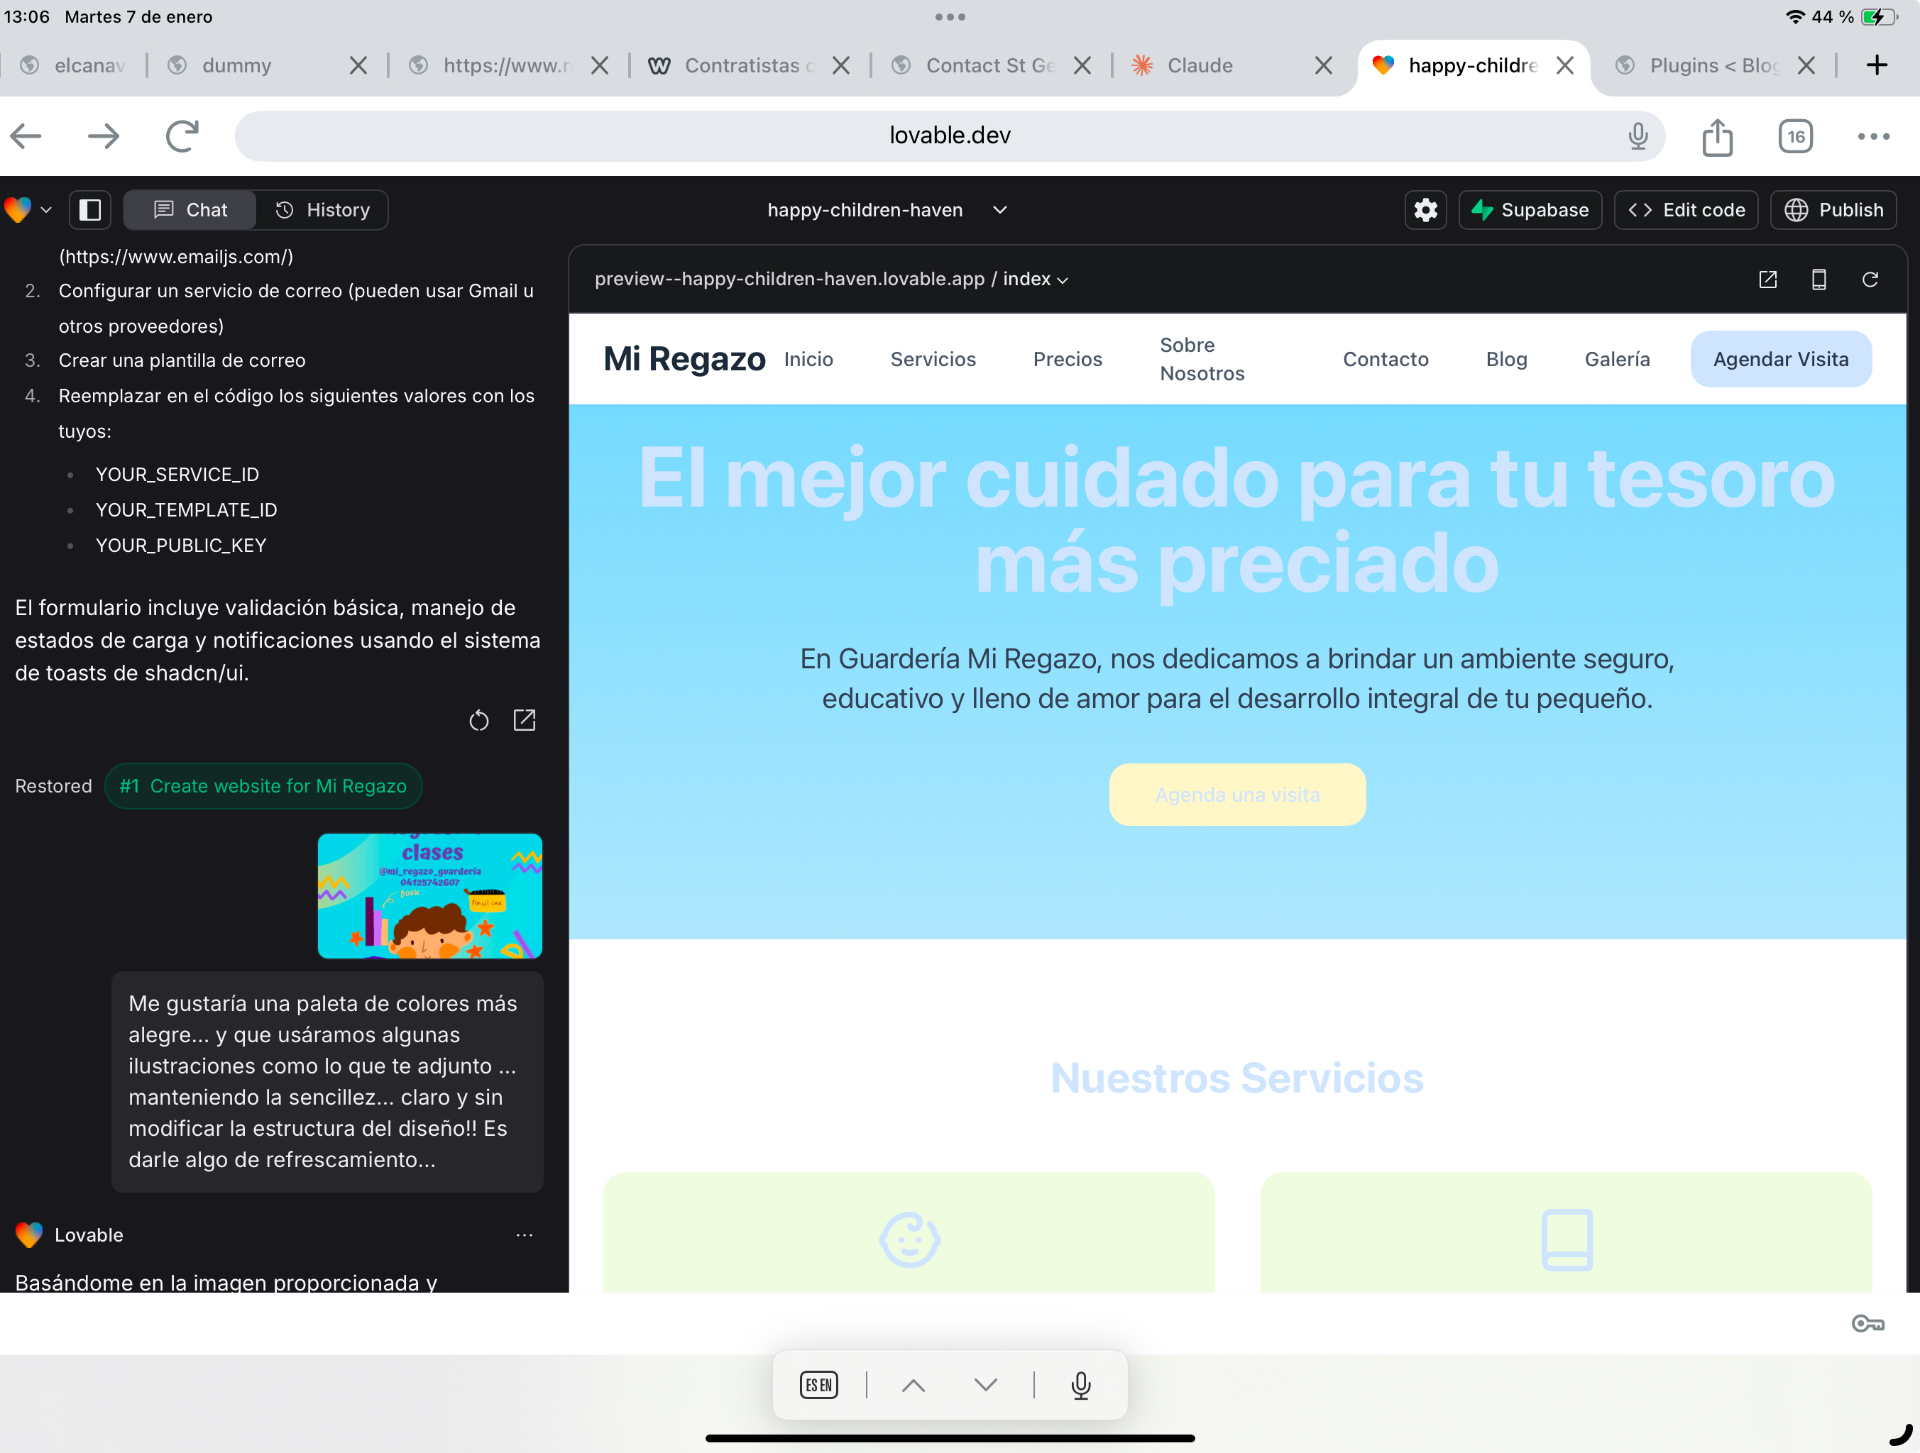 13:06 Martes 7 de enero
44 %
elcanav
dummy
https://www.r
Contratistas
Contact St Ge
Claude
happy-childre
Plugins < Blog
lovable.dev
16
Chat
History
happy-children-haven
Supabase
Edit code
Publish
(https://www.emailjs.com/)
2. Configurar un servicio de correo (pueden usar Gmail u
otros proveedores)
3. Crear una plantilla de correo
4. Reemplazar en el código los siguientes valores con los
tuyos:
• YOUR_SERVICE_ID
• YOUR_TEMPLATE_ID
• YOUR_PUBLIC_KEY
El formulario incluye validación básica, manejo de
estados de carga y notificaciones usando el sistema
de toasts de shadcn/ui.
Restored #1 Create website for Mi Regazo
clases
@mi_regazo_guarderia
04125742607
Book
Me gustaría una paleta de colores más
alegre... y que usáramos algunas
ilustraciones como lo que te adjunto ...
manteniendo la sencillez... claro y sin
modificar la estructura del diseño!! Es
darle algo de refrescamiento...
Lovable
Basándome en la imagen proporcionada y
preview--happy-children-haven.lovable.app / index
Mi Regazo
Inicio
Servicios
Precios
Sobre
Nosotros
Contacto
Blog
Galería
Agendar Visita
El mejor cuidado para tu tesoro
más preciado
En Guardería Mi Regazo, nos dedicamos a brindar un ambiente seguro,
educativo y lleno de amor para el desarrollo integral de tu pequeño.
Agenda una visita
Nuestros Servicios
ES EN